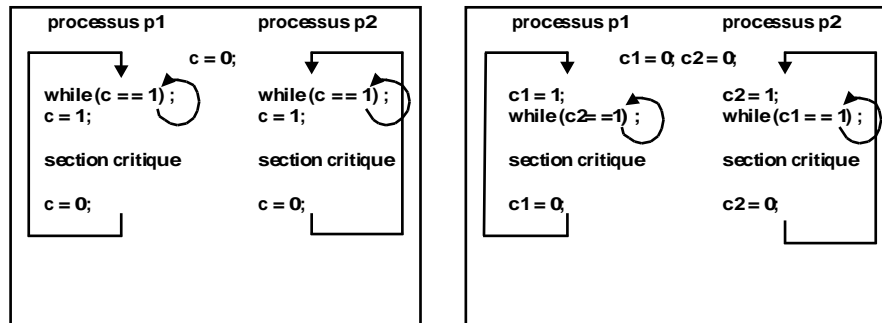 processus p1
processus p2
c = 0;
while (c == 1) ;
c = 1;
section critique
c = 0;
while (c == 1) ;
c = 1;
section critique
c = 0;
processus p1
processus p2
c1 = 0; c2 = 0;
c1 = 1;
while (c2 == 1) ;
section critique
c1 = 0;
c2 = 1;
while (c1 == 1) ;
section critique
c2 = 0;